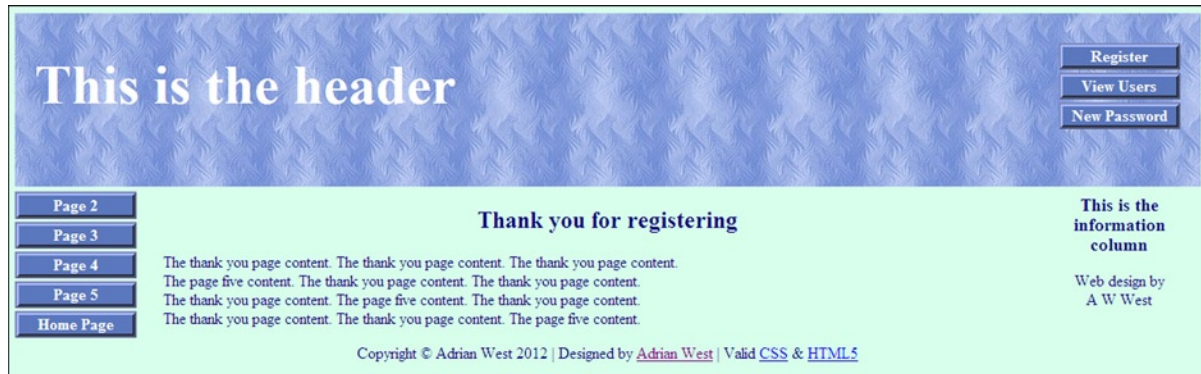 This is the header
Register
View Users
New Password
Page 2
Page 3
Page 4
Page 5
Home Page
Thank you for registering
The thank you page content. The thank you page content. The thank you page content.
The page five content. The thank you page content. The thank you page content.
The thank you page content. The page five content. The thank you page content.
The thank you page content. The thank you page content. The page five content.
This is the
information
column
Web design by
A W West
Copyright © Adrian West 2012 | Designed by Adrian West | Valid CSS & HTML5